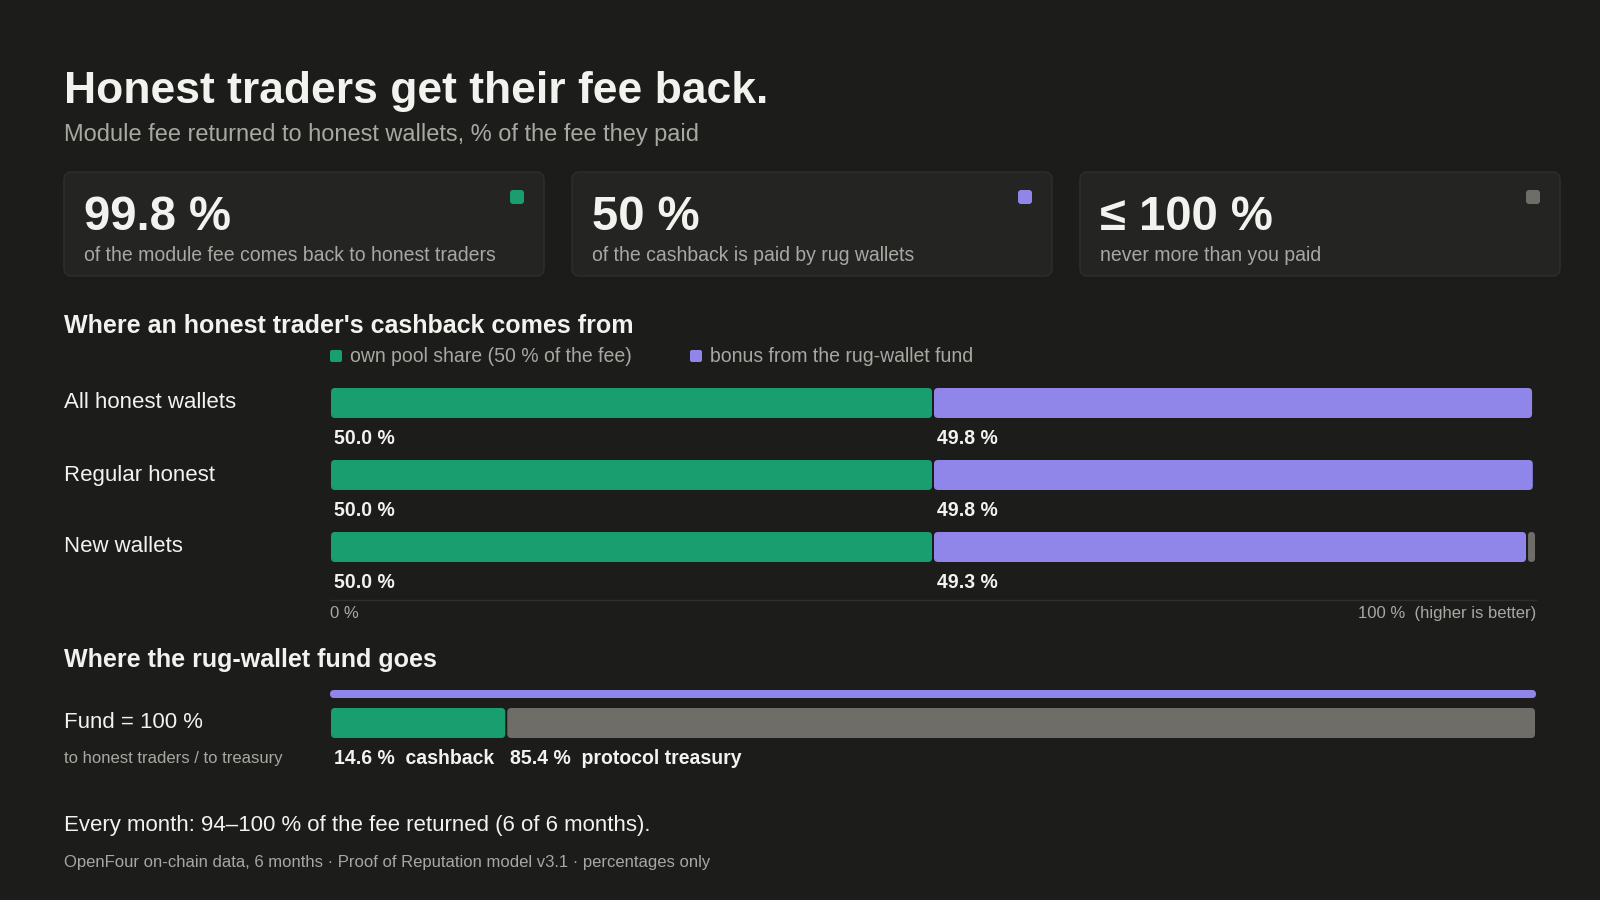 Honest traders get their fee back.
Module fee returned to honest wallets, % of the fee they paid
99.8 %
of the module fee comes back to honest traders
50 %
of the cashback is paid by rug wallets
≤ 100 %
never more than you paid
Where an honest trader's cashback comes from
own pool share (50 % of the fee)
bonus from the rug-wallet fund
All honest wallets
50.0 %
49.8 %
Regular honest
50.0 %
49.8 %
New wallets
50.0 %
49.3 %
0 %
100 % (higher is better)
Where the rug-wallet fund goes
Fund = 100 %
to honest traders / to treasury
14.6 % cashback
85.4 % protocol treasury
Every month: 94–100 % of the fee returned (6 of 6 months).
OpenFour on-chain data, 6 months · Proof of Reputation model v3.1 · percentages only